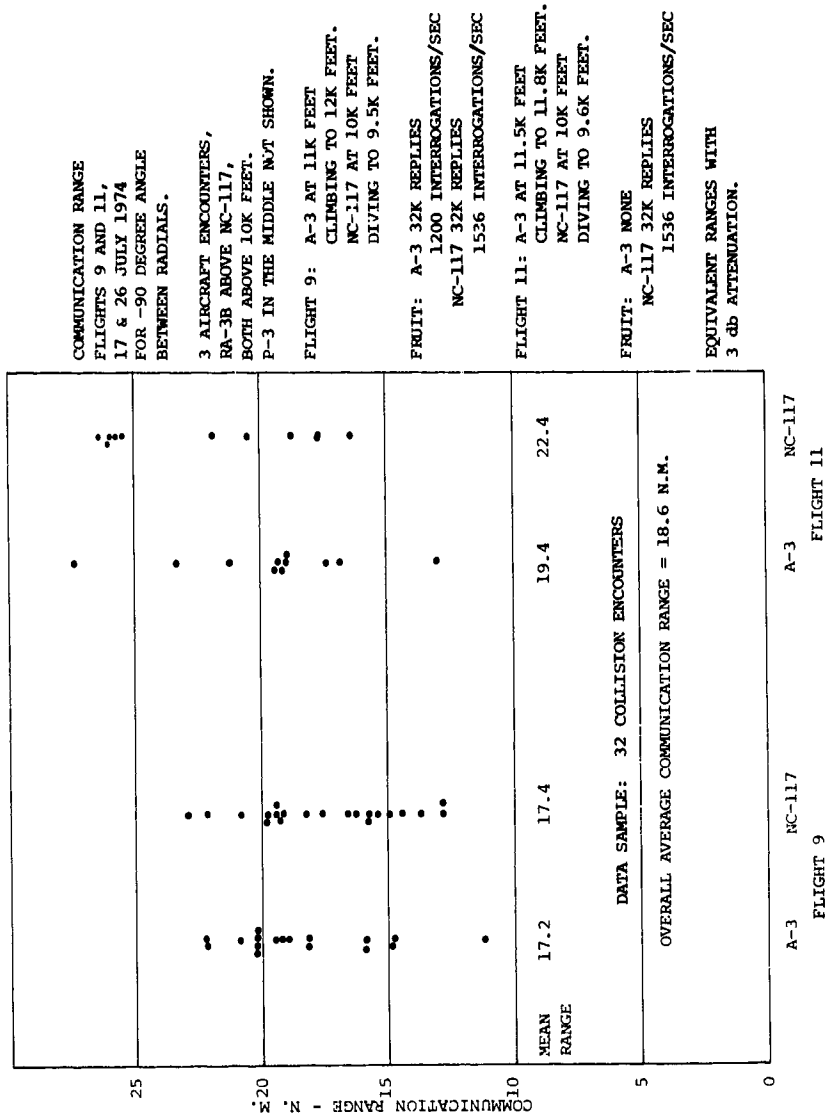 COMMUNICATION RANGE
FLIGHTS 9 AND 11,
17 & 26 JULY 1974
FOR -90 DEGREE ANGLE
BETWEEN RADIALS.
3 AIRCRAFT ENCOUNTERS,
RA-3B ABOVE NC-117,
BOTH ABOVE 10K FEET.
P-3 IN THE MIDDLE NOT SHOWN.
FLIGHT 9: A-3 AT 11K FEET
CLIMBING TO 12K FEET.
NC-117 AT 10K FEET
DIVING TO 9.5K FEET.
FRUIT: A-3 32K REPLIES
1200 INTERROGATIONS/SEC
NC-117 32K REPLIES
1536 INTERROGATIONS/SEC
FLIGHT 11: A-3 AT 11.5K FEET
CLIMBING TO 11.8K FEET.
NC-117 AT 10K FEET
DIVING TO 9.6K FEET.
FRUIT: A-3 NONE
NC-117 32K REPLIES
1536 INTERROGATIONS/SEC
EQUIVALENT RANGES WITH
3 db ATTENUATION.
COMMUNICATION RANGE - N. M.
25
20
15
10
5
0
MEAN RANGE
17.2
17.4
19.4
22.4
DATA SAMPLE: 32 COLLISION ENCOUNTERS
OVERALL AVERAGE COMMUNICATION RANGE = 18.6 N.M.
A-3
NC-117
A-3
NC-117
FLIGHT 9
FLIGHT 11